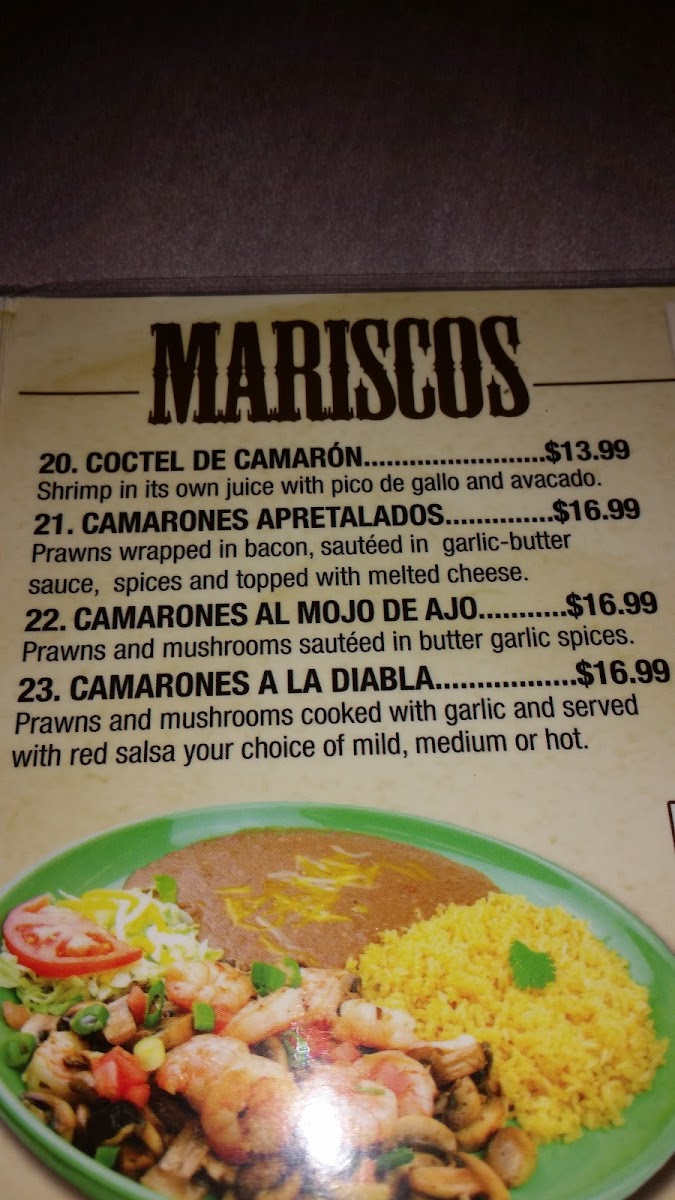 MARISCOS
20. COCTEL DE CAMARÓN........................$13.99
Shrimp in its own juice with pico de gallo and avacado.
21. CAMARONES APRETALADOS..............$16.99
Prawns wrapped in bacon, sautéed in garlic-butter
sauce, spices and topped with melted cheese.
22. CAMARONES AL MOJO DE AJO...........$16.99
Prawns and mushrooms sautéed in butter garlic spices.
23. CAMARONES A LA DIABLA.................$16.99
Prawns and mushrooms cooked with garlic and served
with red salsa your choice of mild, medium or hot.